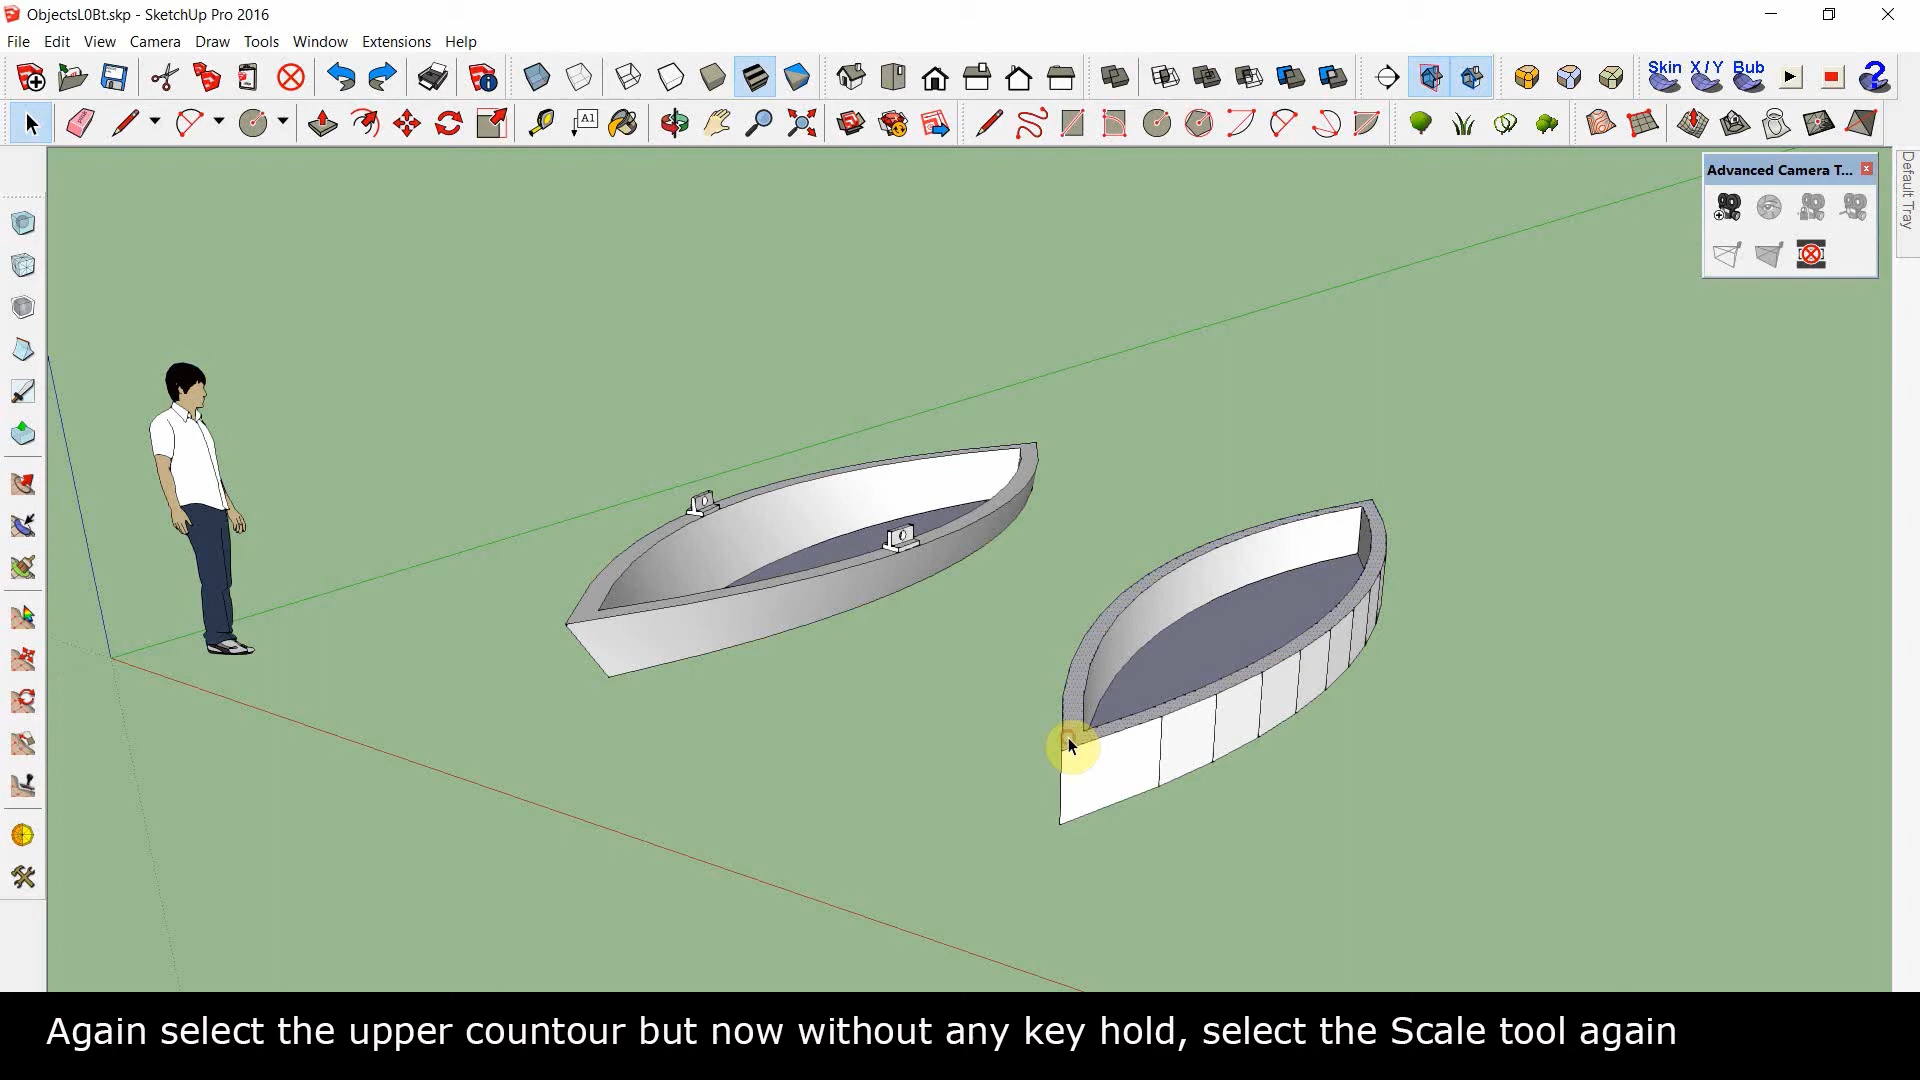 ObjectsL0Bt.skp - SketchUp Pro 2016
File Edit View Camera Draw Tools Window Extensions Help
Skin X/Y Bub
A1
Advanced Camera T...
Default Tray
Again select the upper countour but now without any key hold, select the Scale tool again